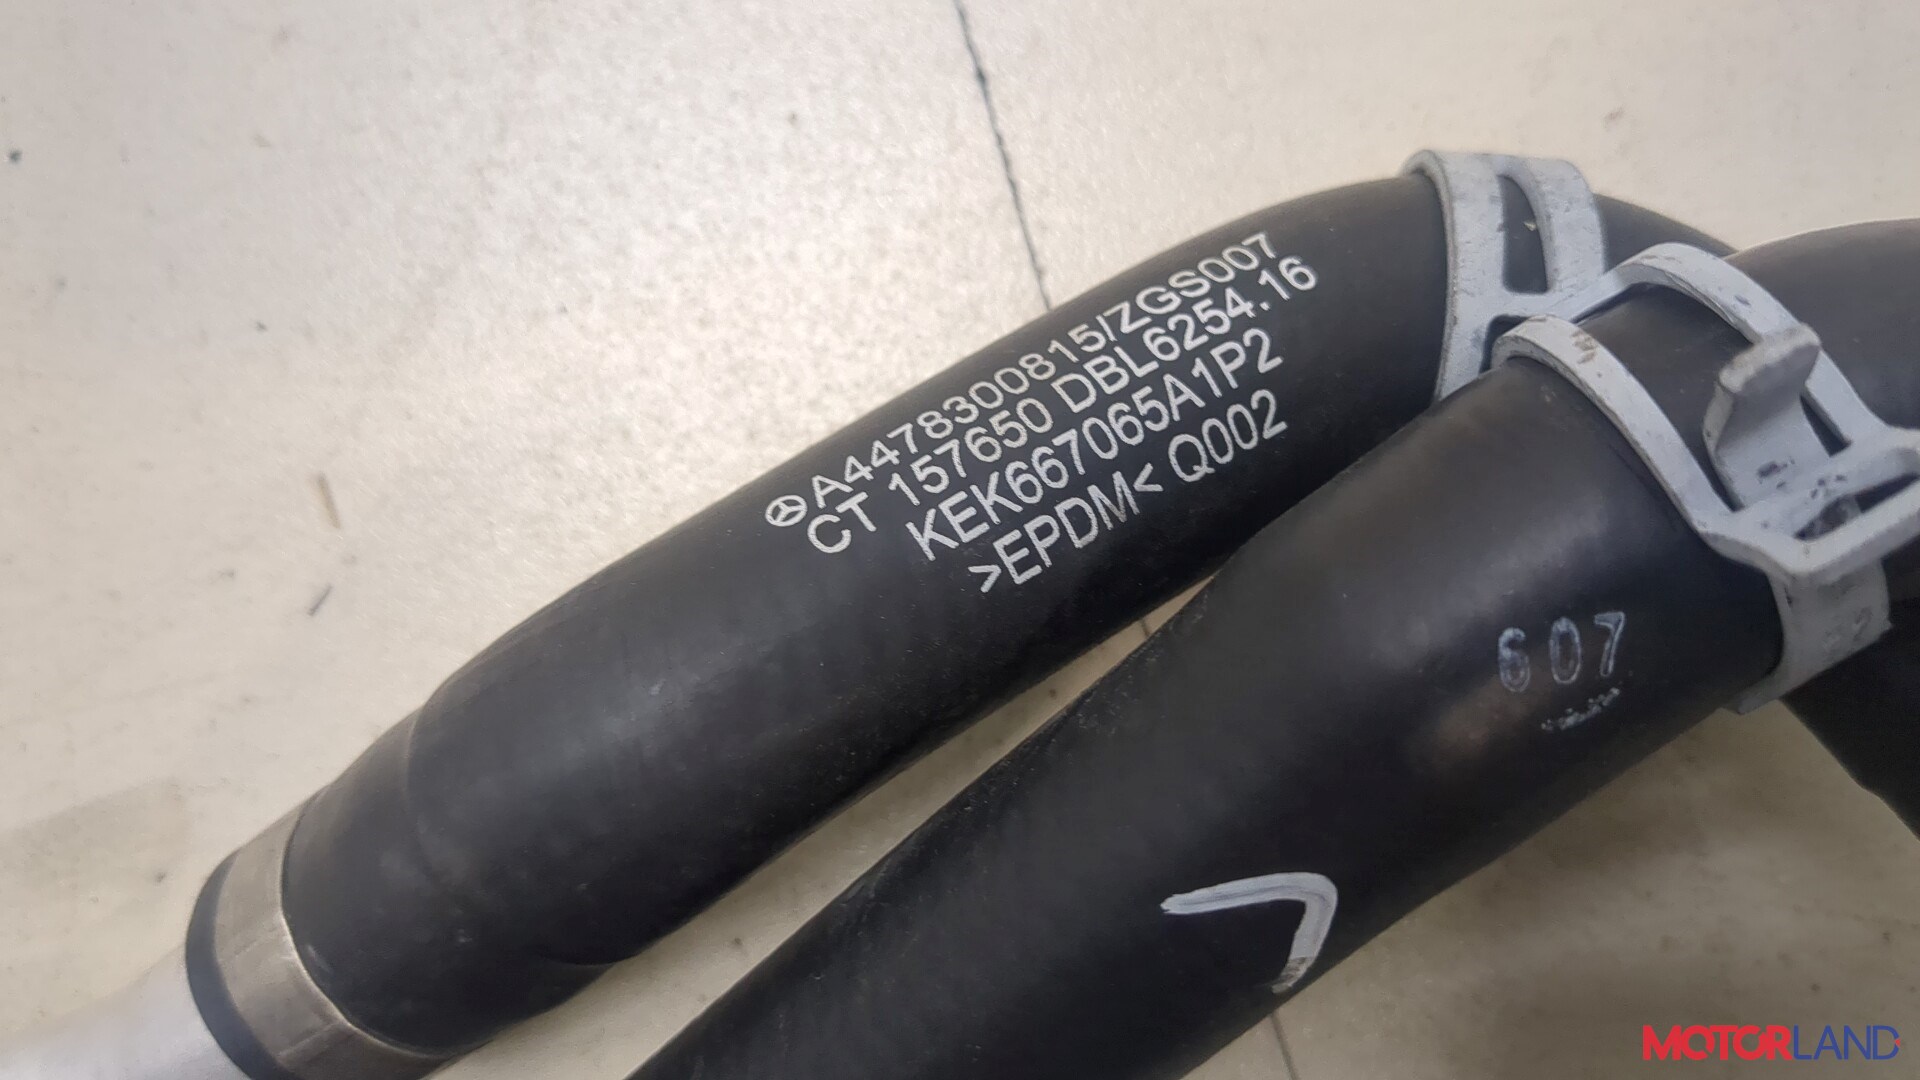 A4478300815/ZGS007
CT 157650 DBL6254.16
KEK667065A1P2
>EPDM< Q002
607
MOTORLAND